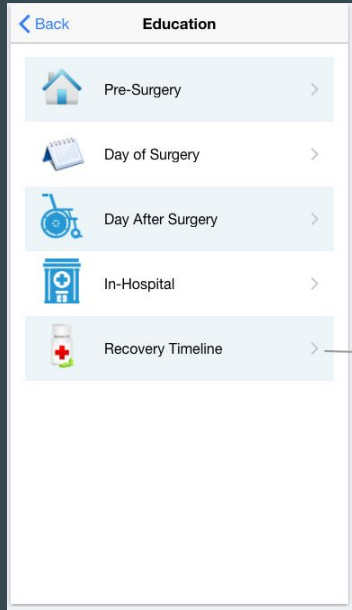 Back
Education
Pre-Surgery
Day of Surgery
Day After Surgery
In-Hospital
Recovery Timeline